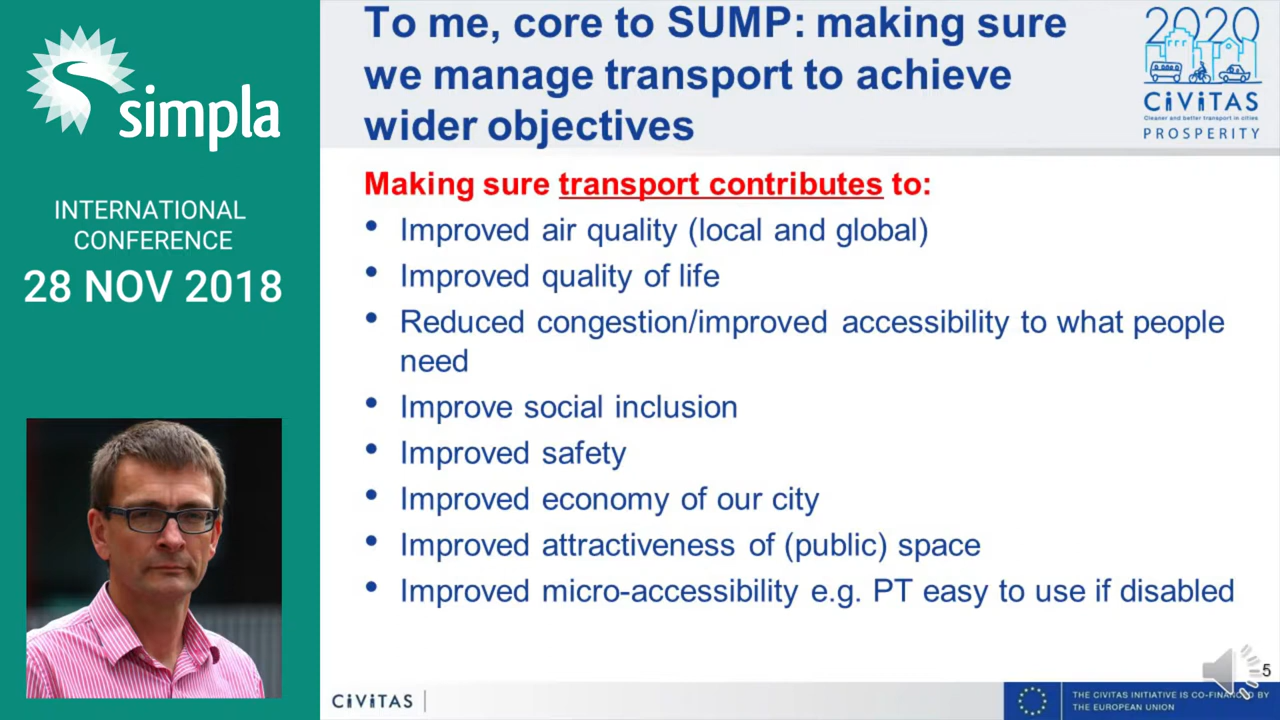 simpla
INTERNATIONAL
CONFERENCE
28 NOV 2018
To me, core to SUMP: making sure
we manage transport to achieve
wider objectives
2020
CiViTAS
Cleaner and better transport in cities
PROSPERITY
Making sure transport contributes to:
• Improved air quality (local and global)
• Improved quality of life
• Reduced congestion/improved accessibility to what people
need
• Improve social inclusion
• Improved safety
• Improved economy of our city
• Improved attractiveness of (public) space
• Improved micro-accessibility e.g. PT easy to use if disabled
5
CiViTAS
THE CIVITAS INITIATIVE IS CO-FINANCED BY
THE EUROPEAN UNION